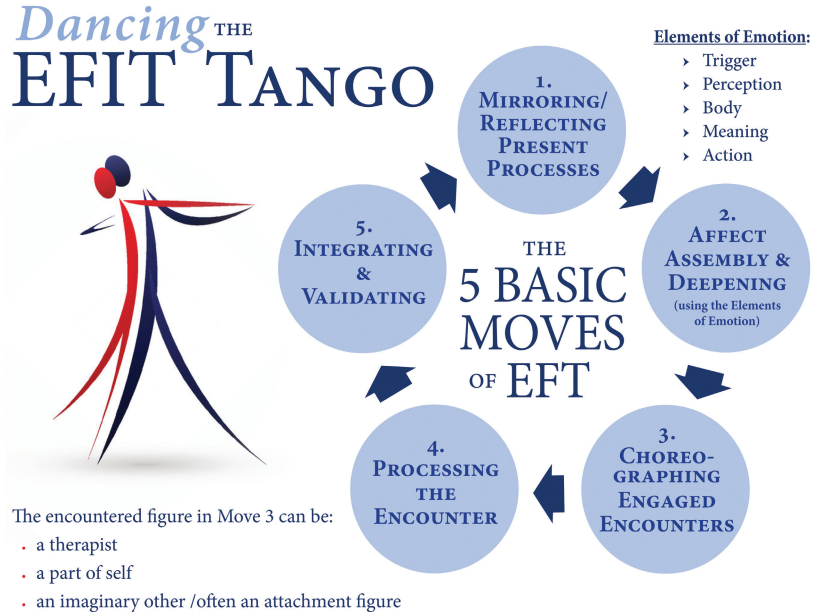 Dancing THE
EFIT TANGO
Elements of Emotion:
➤ Trigger
➤ Perception
➤ Body
➤ Meaning
➤ Action
1.
MIRRORING/
REFLECTING
PRESENT
PROCESSES
2.
AFFECT
ASSEMBLY &
DEEPENING
(using the Elements
of Emotion)
3.
CHOREO-
GRAPHING
ENGAGED
ENCOUNTERS
4.
PROCESSING
THE
ENCOUNTER
5.
INTEGRATING
&
VALIDATING
THE
5 BASIC
MOVES
OF EFT
The encountered figure in Move 3 can be:
• a therapist
• a part of self
• an imaginary other /often an attachment figure